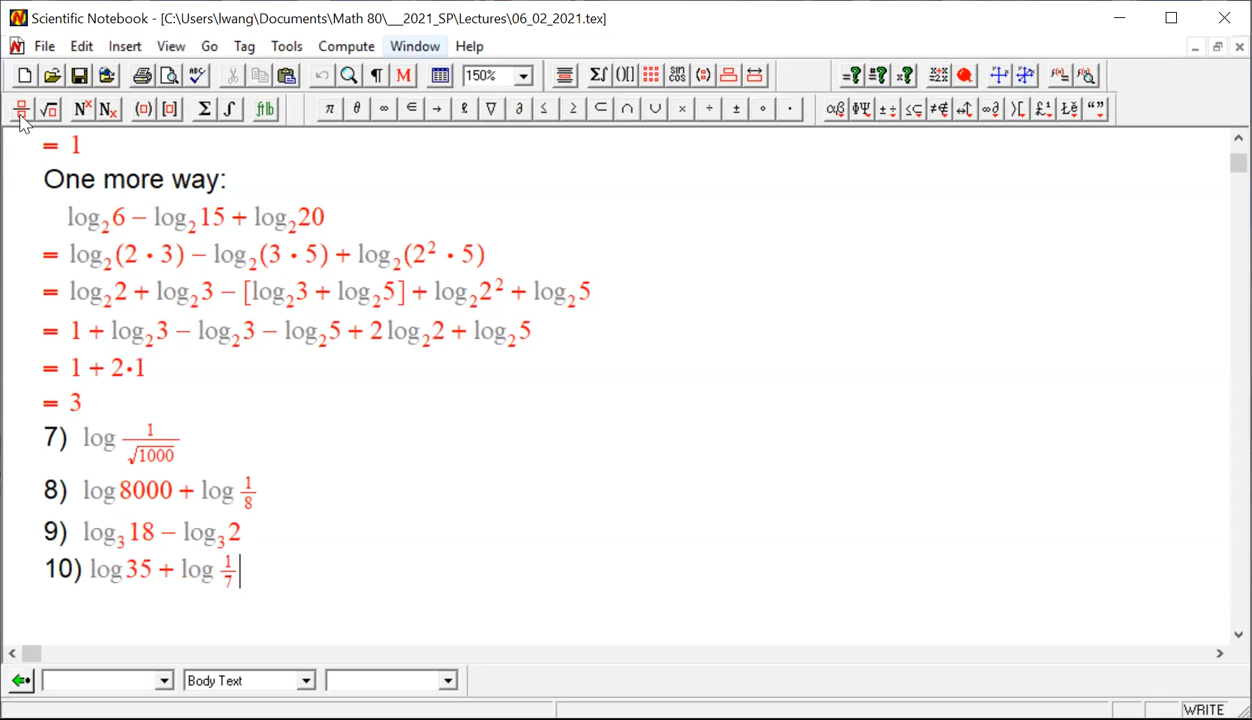 Scientific Notebook - [C:\Users\lwang\Documents\Math 80\__2021_SP\Lectures\06_02_2021.tex]
File Edit Insert View Go Tag Tools Compute Window Help
150%
= 1
One more way:
log₂6 − log₂15 + log₂20
= log₂(2 • 3) − log₂(3 • 5) + log₂(2² • 5)
= log₂2 + log₂3 − [log₂3 + log₂5] + log₂2² + log₂5
= 1 + log₂3 − log₂3 − log₂5 + 2 log₂2 + log₂5
= 1 + 2•1
= 3
7) log 1/√1000
8) log 8000 + log 1/8
9) log₃18 − log₃2
10) log 35 + log 1/7
Body Text
WRITE